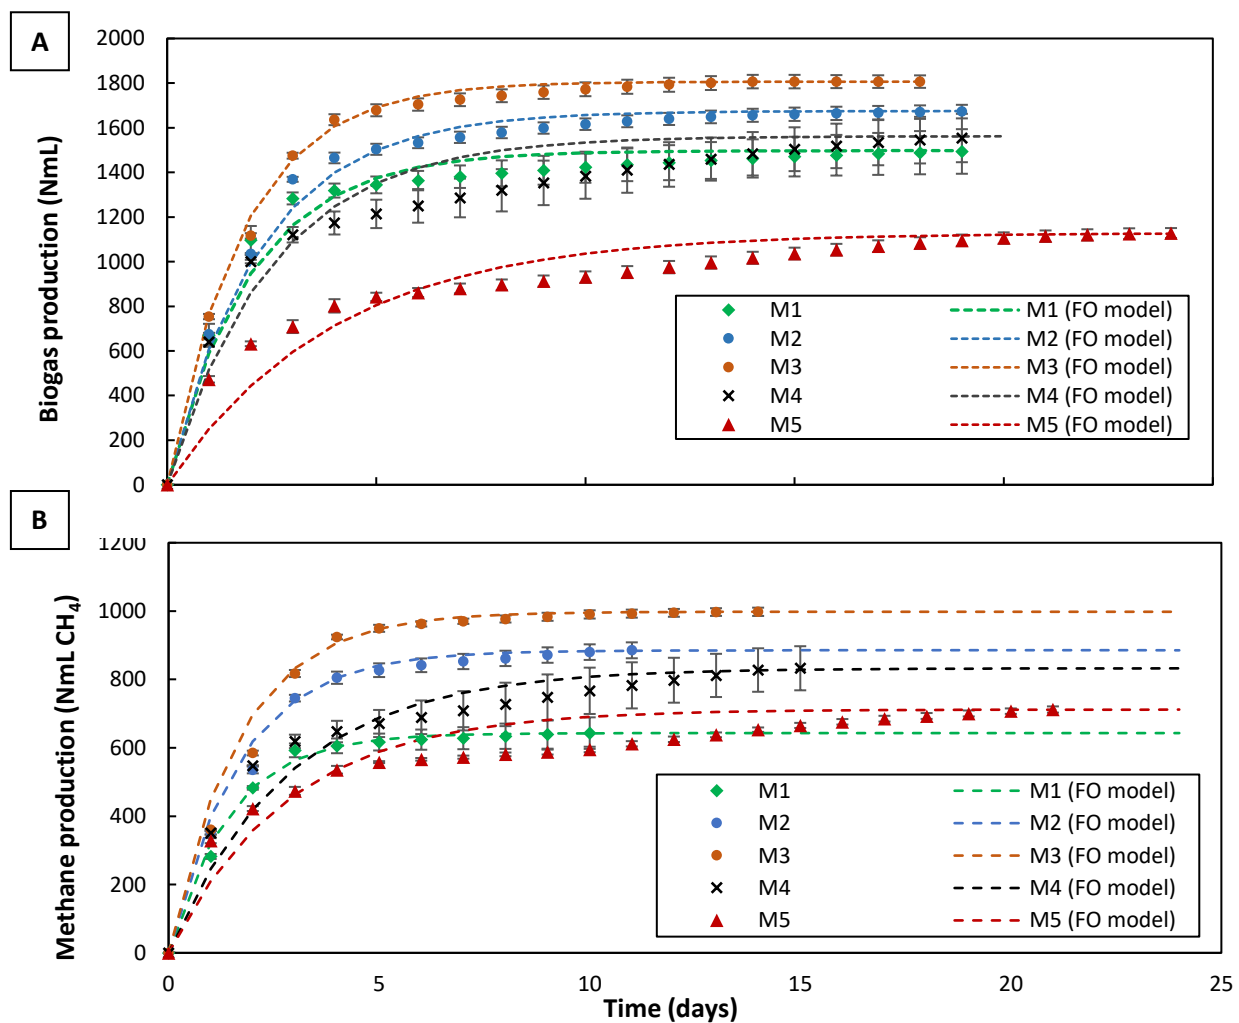 A
Biogas production (NmL)
2000
1800
1600
1400
1200
1000
800
600
400
200
0
M1 M1 (FO model)
M2 M2 (FO model)
M3 M3 (FO model)
M4 M4 (FO model)
M5 M5 (FO model)
B
Methane production (NmL CH₄)
1200
1000
800
600
400
200
0
M1 M1 (FO model)
M2 M2 (FO model)
M3 M3 (FO model)
M4 M4 (FO model)
M5 M5 (FO model)
0 5 10 15 20 25
Time (days)